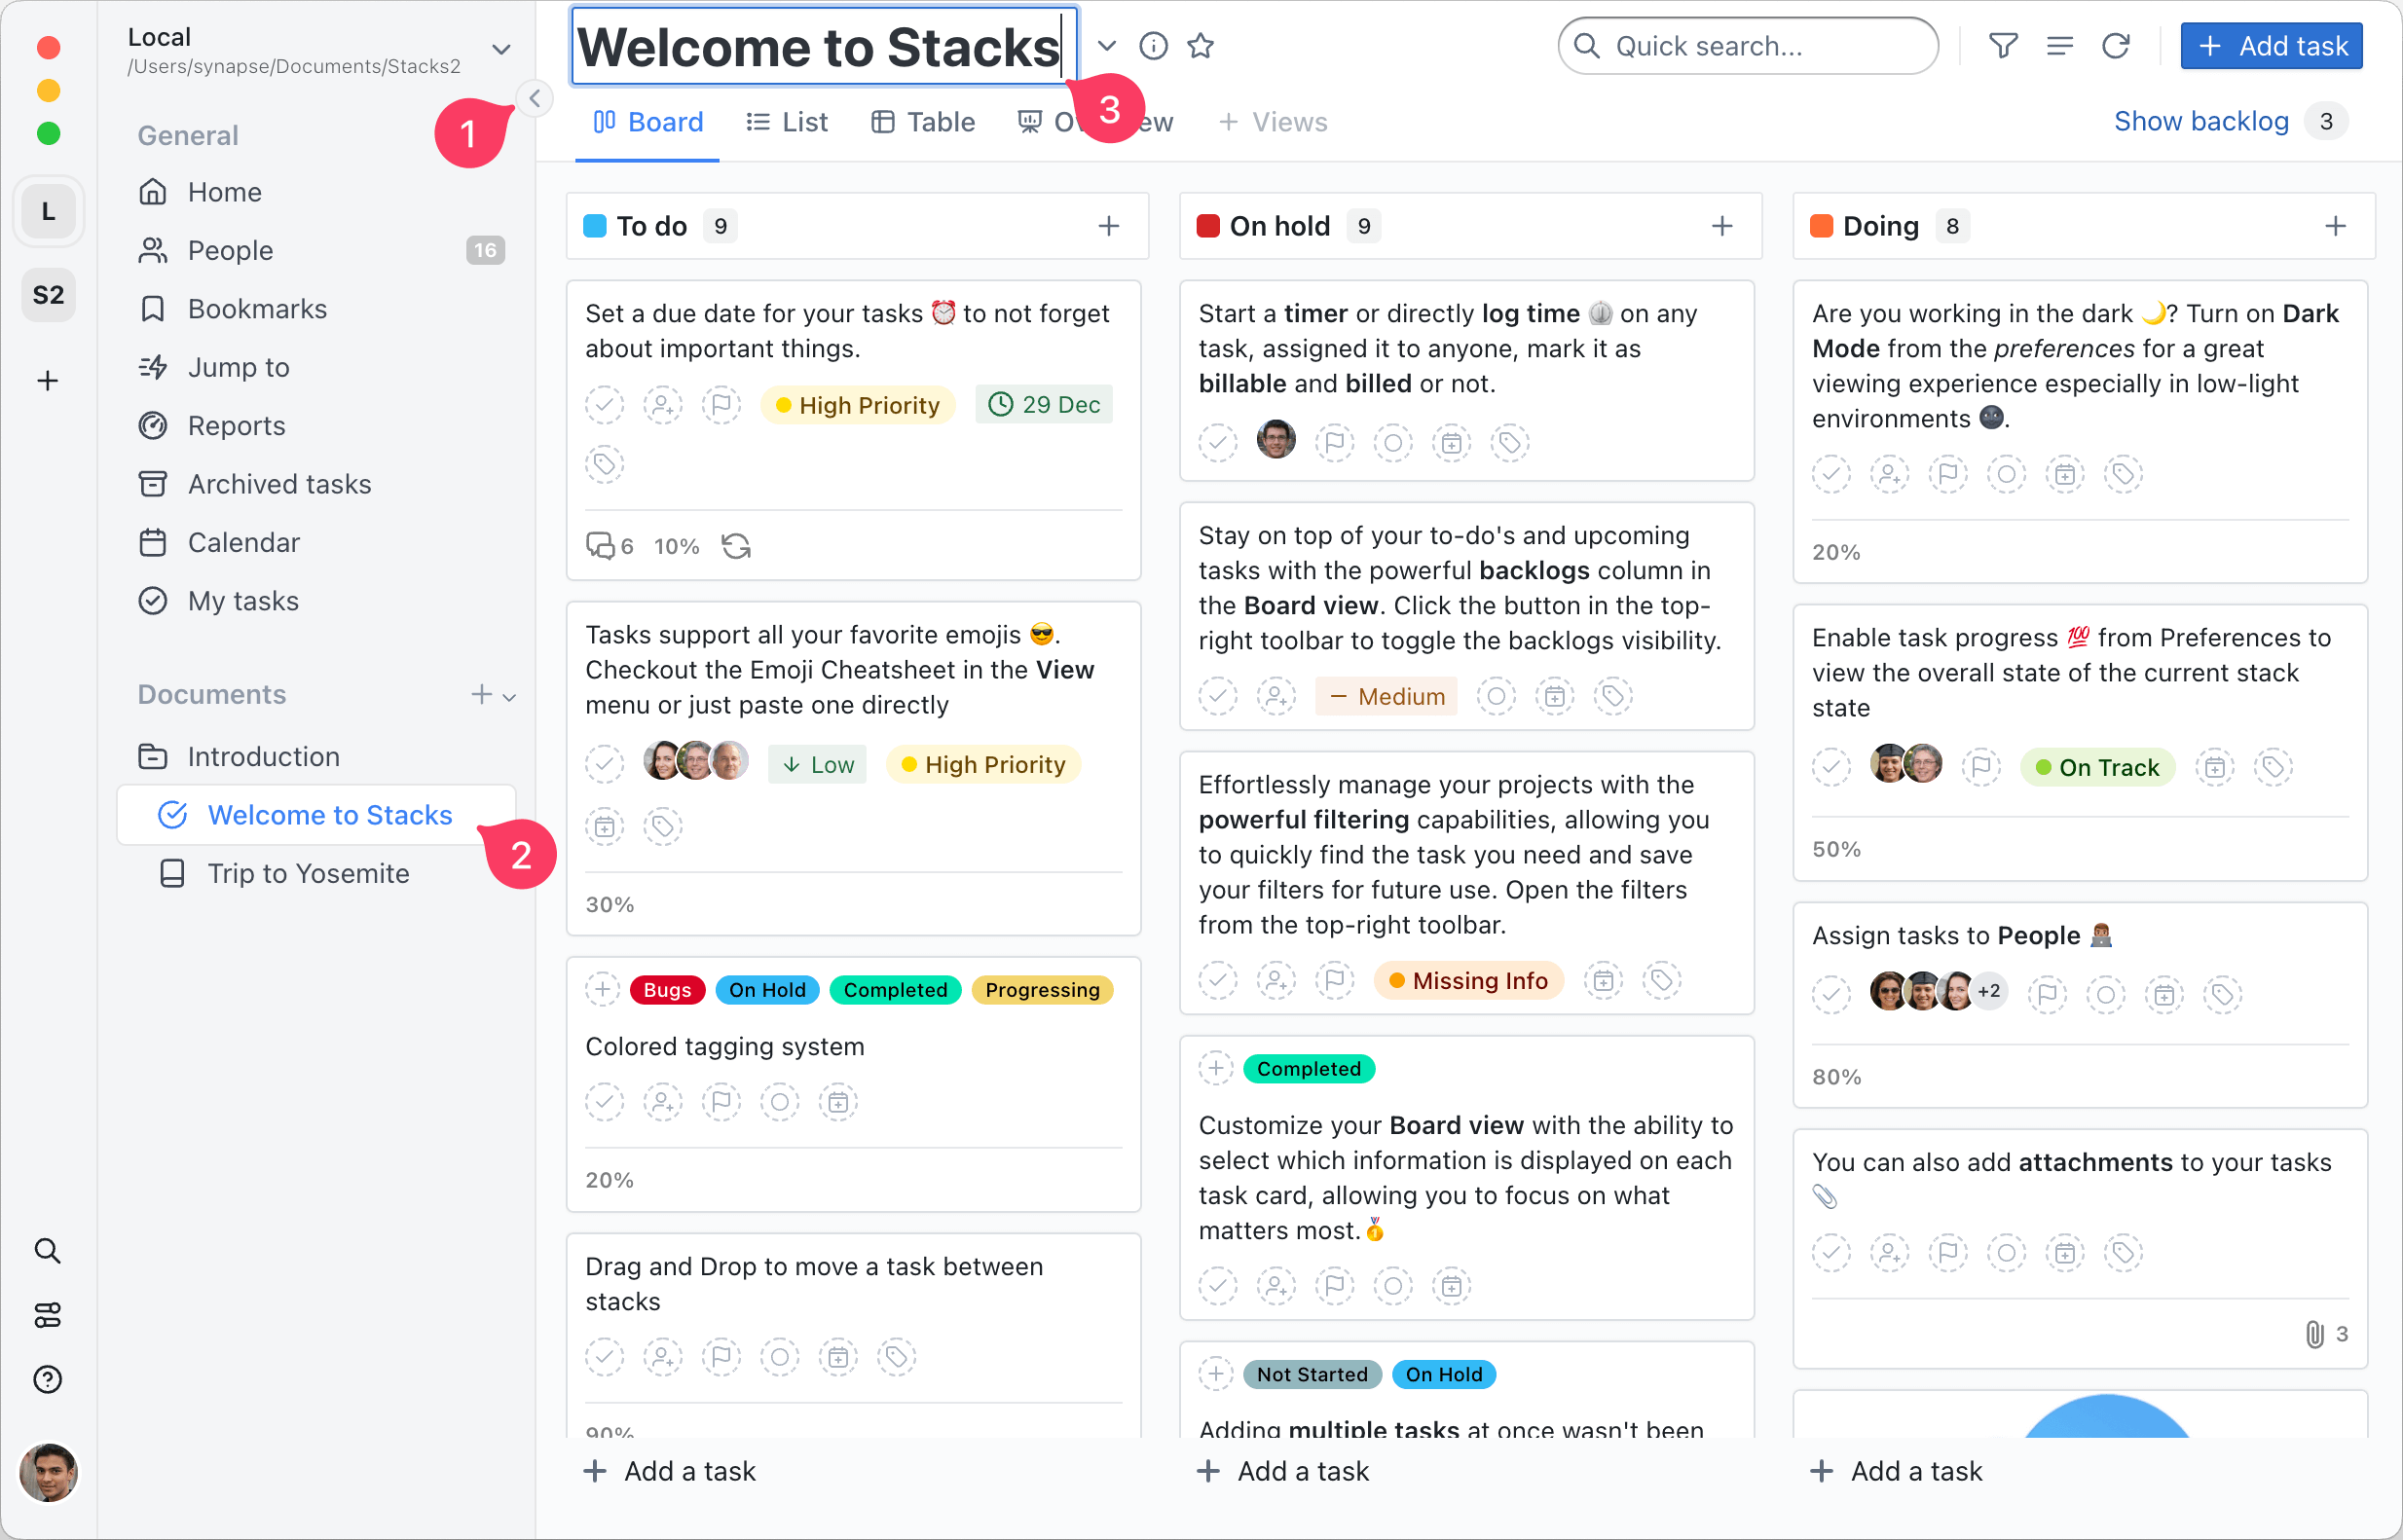 Local
/Users/synapse/Documents/Stacks2
L
S2
General
Home
People 16
Bookmarks
Jump to
Reports
Archived tasks
Calendar
My tasks
Documents
Introduction
Welcome to Stacks
Trip to Yosemite
1
2
3
Welcome to Stacks
Quick search...
Add task
Board
List
Table
Views
Show backlog 3
To do 9
Set a due date for your tasks ⏰ to not forget
about important things.
High Priority
29 Dec
6 10%
Tasks support all your favorite emojis 😎.
Checkout the Emoji Cheatsheet in the View
menu or just paste one directly
Low
High Priority
30%
Bugs On Hold Completed Progressing
Colored tagging system
20%
Drag and Drop to move a task between
stacks
90%
+ Add a task
On hold 9
Start a timer or directly log time ⏲ on any
task, assigned it to anyone, mark it as
billable and billed or not.
Stay on top of your to-do's and upcoming
tasks with the powerful backlogs column in
the Board view. Click the button in the top-
right toolbar to toggle the backlogs visibility.
Medium
Effortlessly manage your projects with the
powerful filtering capabilities, allowing you
to quickly find the task you need and save
your filters for future use. Open the filters
from the top-right toolbar.
Missing Info
Completed
Customize your Board view with the ability to
select which information is displayed on each
task card, allowing you to focus on what
matters most.🥇
Not Started On Hold
Adding multiple tasks at once wasn't been
+ Add a task
Doing 8
Are you working in the dark 🌙? Turn on Dark
Mode from the preferences for a great
viewing experience especially in low-light
environments 🌚.
20%
Enable task progress 💯 from Preferences to
view the overall state of the current stack
state
On Track
50%
Assign tasks to People 👨🏽‍💻
+2
80%
You can also add attachments to your tasks
📎
3
+ Add a task